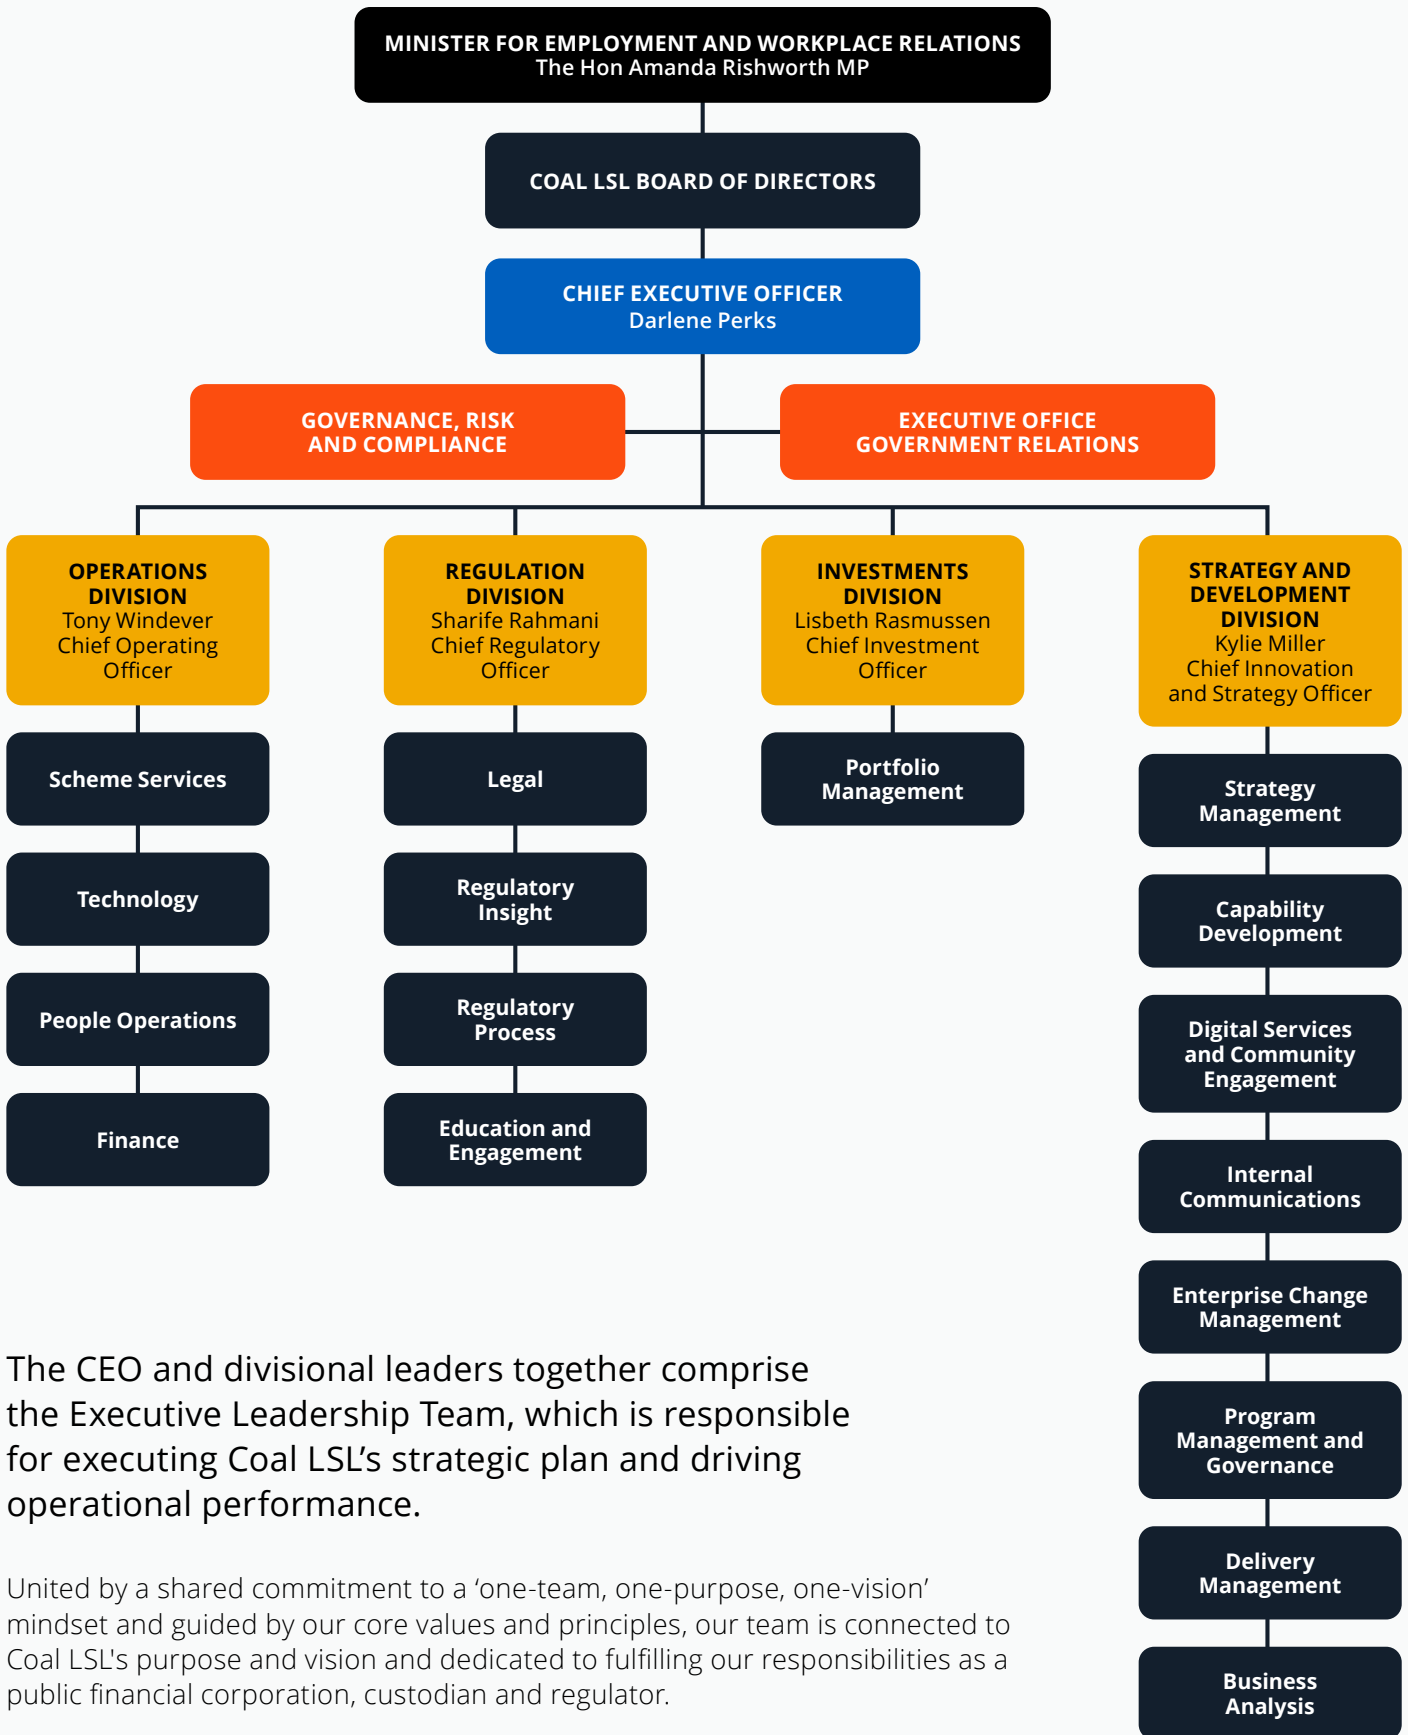 MINISTER FOR EMPLOYMENT AND WORKPLACE RELATIONS
The Hon Amanda Rishworth MP
COAL LSL BOARD OF DIRECTORS
CHIEF EXECUTIVE OFFICER
Darlene Perks
GOVERNANCE, RISK
AND COMPLIANCE
EXECUTIVE OFFICE
GOVERNMENT RELATIONS
OPERATIONS
DIVISION
Tony Windever
Chief Operating
Officer
Scheme Services
Technology
People Operations
Finance
REGULATION
DIVISION
Sharife Rahmani
Chief Regulatory
Officer
Legal
Regulatory
Insight
Regulatory
Process
Education and
Engagement
INVESTMENTS
DIVISION
Lisbeth Rasmussen
Chief Investment
Officer
Portfolio
Management
STRATEGY AND
DEVELOPMENT
DIVISION
Kylie Miller
Chief Innovation
and Strategy Officer
Strategy
Management
Capability
Development
Digital Services
and Community
Engagement
Internal
Communications
Enterprise Change
Management
Program
Management and
Governance
Delivery
Management
Business
Analysis
The CEO and divisional leaders together comprise
the Executive Leadership Team, which is responsible
for executing Coal LSL’s strategic plan and driving
operational performance.
United by a shared commitment to a ‘one-team, one-purpose, one-vision’
mindset and guided by our core values and principles, our team is connected to
Coal LSL's purpose and vision and dedicated to fulfilling our responsibilities as a
public financial corporation, custodian and regulator.